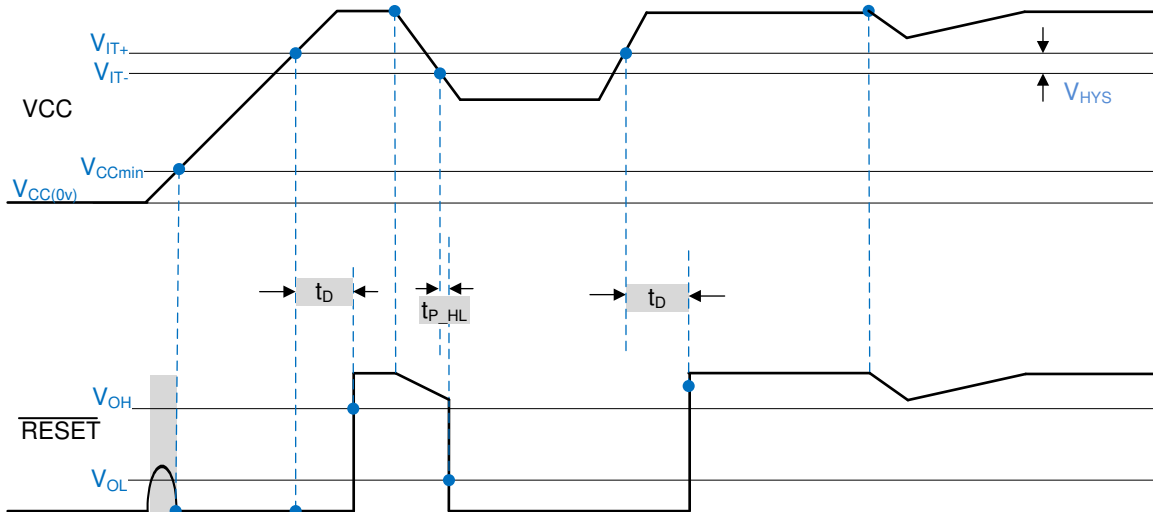 VIT+
VIT-
VHYS
VCC
VCCmin
VCC(0v)
tD
tD
tP_HL
VOH
RESET
VOL